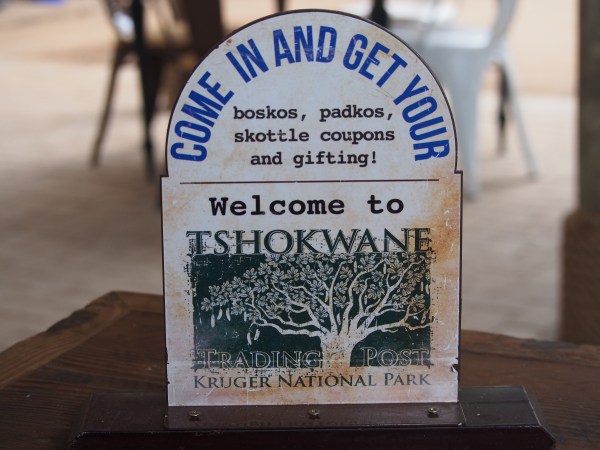 COME IN AND GET YOUR
boskos, padkos,
skottle coupons
and gifting!
Welcome to
TSHOKWANE
TRADING POST
KRUGER NATIONAL PARK